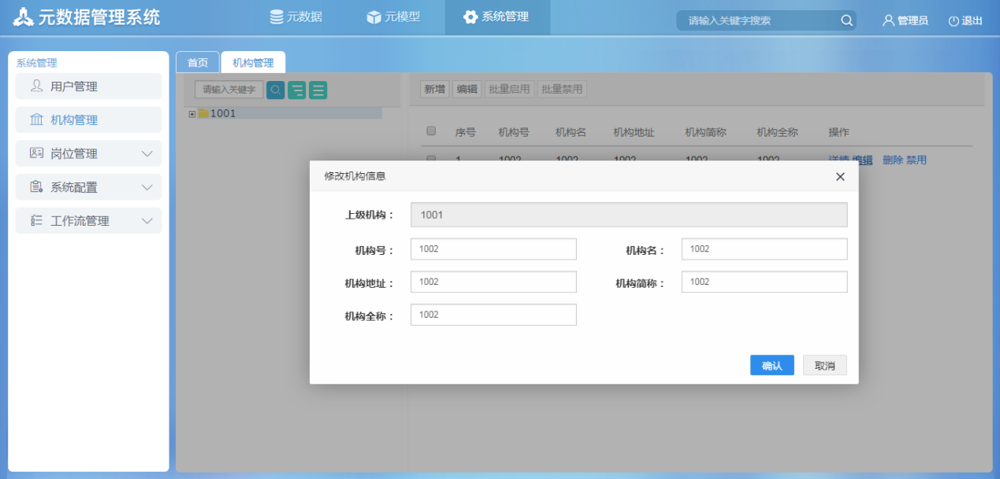 元数据管理系统 元数据 元模型 系统管理 请输入关键字搜索 管理员 退出
系统管理
用户管理
机构管理
岗位管理
系统配置
工作流管理
首页 机构管理
请输入关键字
1001
新增 编辑 批量启用 批量禁用
序号 机构号 机构名 机构地址 机构简称 机构全称 操作
1 1002 1002 1002 1002 1002 详情 编辑 删除 禁用
修改机构信息
上级机构： 1001
机构号： 1002 机构名： 1002
机构地址： 1002 机构简称： 1002
机构全称： 1002
确认 取消